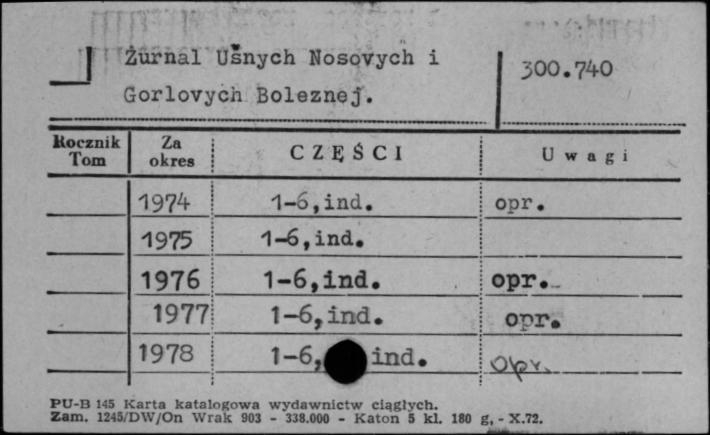 Żurnal Ušnych Nosovych i
Gorlovych Boleznej.
300.740
Rocznik Tom Za okres CZĘŚCI Uwagi
1974 1-6,ind. opr.
1975 1-6,ind.
1976 1-6,ind. opr.
1977 1-6,ind. opr.
1978 1-6, ind. opr.
PU-B 145 Karta katalogowa wydawnictw ciągłych.
Zam. 1245/DW/On Wrak 903 - 338.000 - Katon 5 kl. 180 g, - X.72.